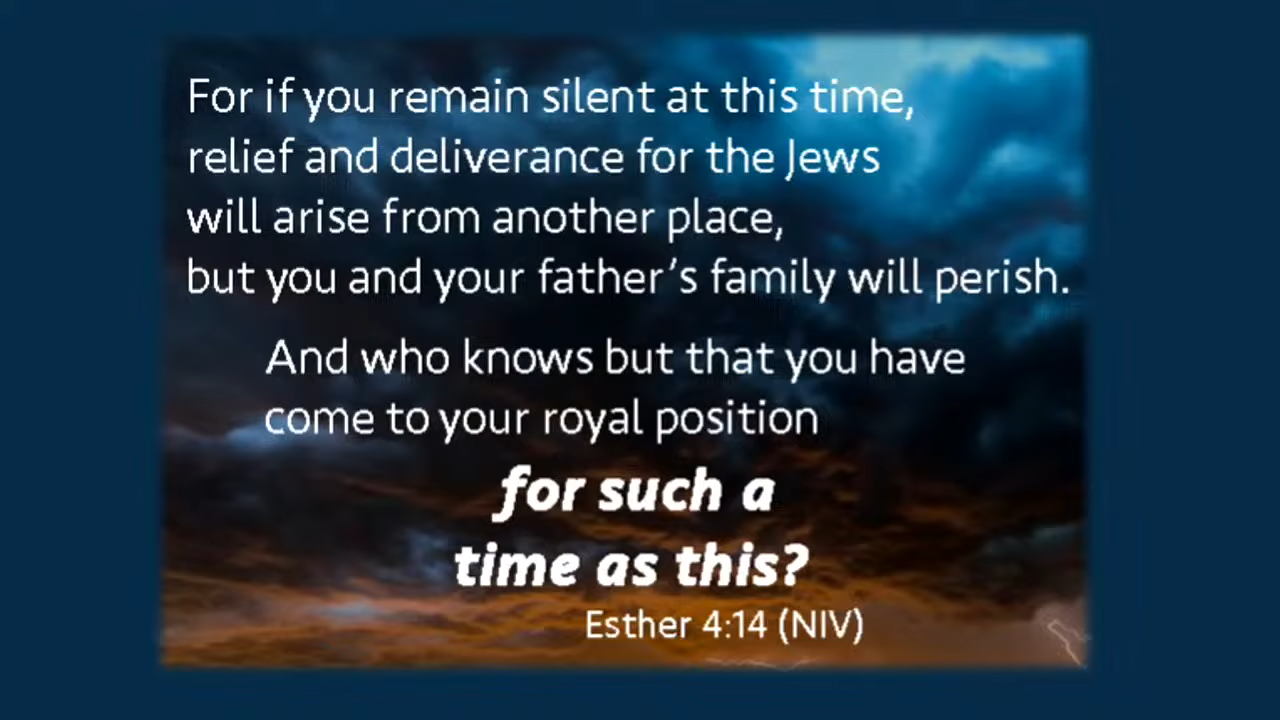 For if you remain silent at this time,
relief and deliverance for the Jews
will arise from another place,
but you and your father’s family will perish.
And who knows but that you have
come to your royal position
for such a
time as this?
Esther 4:14 (NIV)